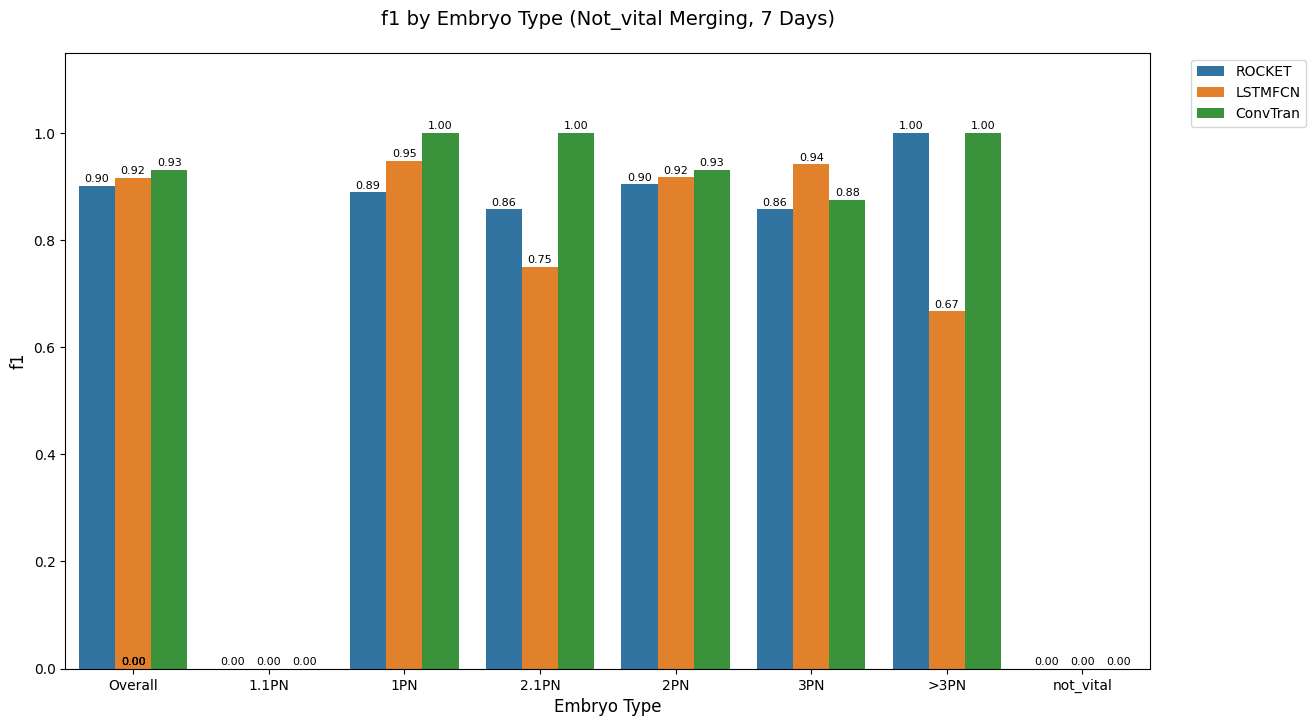 f1 by Embryo Type (Not_vital Merging, 7 Days)
ROCKET
LSTMFCN
ConvTran
f1
1.0
0.8
0.6
0.4
0.2
0.0
0.90 0.92 0.93
0.00
0.00 0.00 0.00
0.89 0.95 1.00
0.86 0.75 1.00
0.90 0.92 0.93
0.86 0.94 0.88
1.00 0.67 1.00
0.00 0.00 0.00
Overall 1.1PN 1PN 2.1PN 2PN 3PN >3PN not_vital
Embryo Type